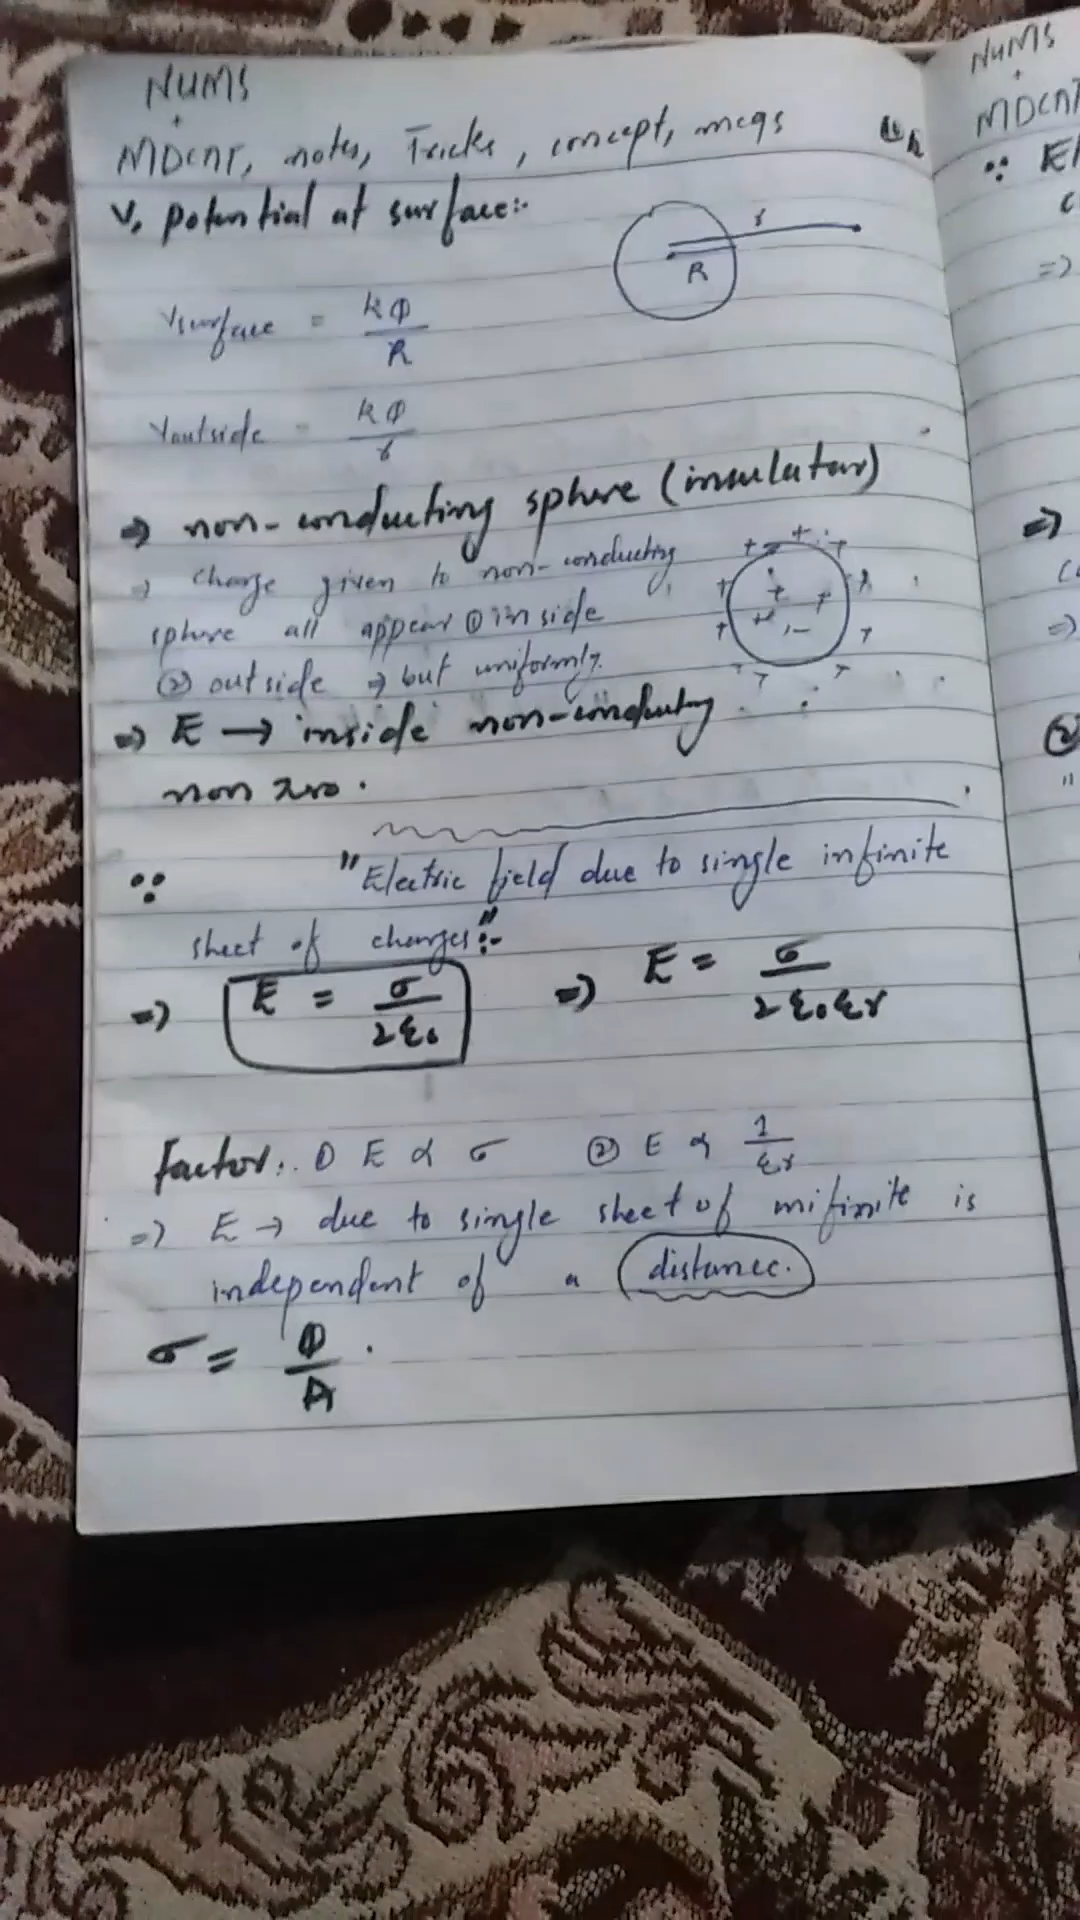 NUMS
+
MDCAT, notes, Tricks, concept, mcqs
V, potential at surface:-
r
R
Vsurface = kQ/R
Voutside = kQ/r
⇒ non-conducting sphere (insulator)
⇒ charge given to non-conducting
sphere all appear ① inside
② outside ⇒ but uniformly.
⇒ E → inside non-conducting
non zero.
"Electric field due to single infinite
sheet of charges":-
⇒ E = σ/2ε₀ ⇒ E = σ/2ε₀εr
factor:. ① E ∝ σ ② E ∝ 1/εr
⇒ E → due to single sheet of infinite is
independent of a distance.
σ = Q/A.
NUMS
+
MDCAT